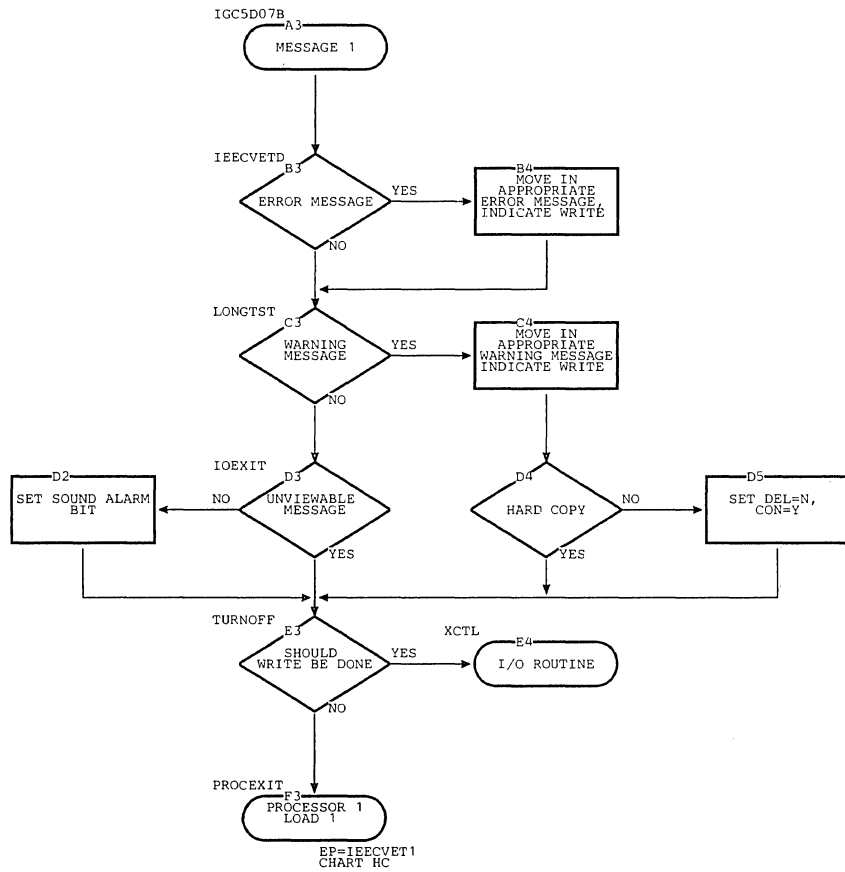 IGC5D07B
A3
MESSAGE 1
IEECVETD
B3
ERROR MESSAGE
YES
NO
B4
MOVE IN
APPROPRIATE
ERROR MESSAGE,
INDICATE WRITE
LONGTST
C3
WARNING
MESSAGE
YES
NO
C4
MOVE IN
APPROPRIATE
WARNING MESSAGE
INDICATE WRITE
IOEXIT
D2
SET SOUND ALARM
BIT
NO
D3
UNVIEWABLE
MESSAGE
YES
D4
HARD COPY
NO
YES
D5
SET DEL=N,
CON=Y
TURNOFF
E3
SHOULD
WRITE BE DONE
YES
NO
XCTL
E4
I/O ROUTINE
PROCEXIT
F3
PROCESSOR 1
LOAD 1
EP=IEECVET1
CHART HC